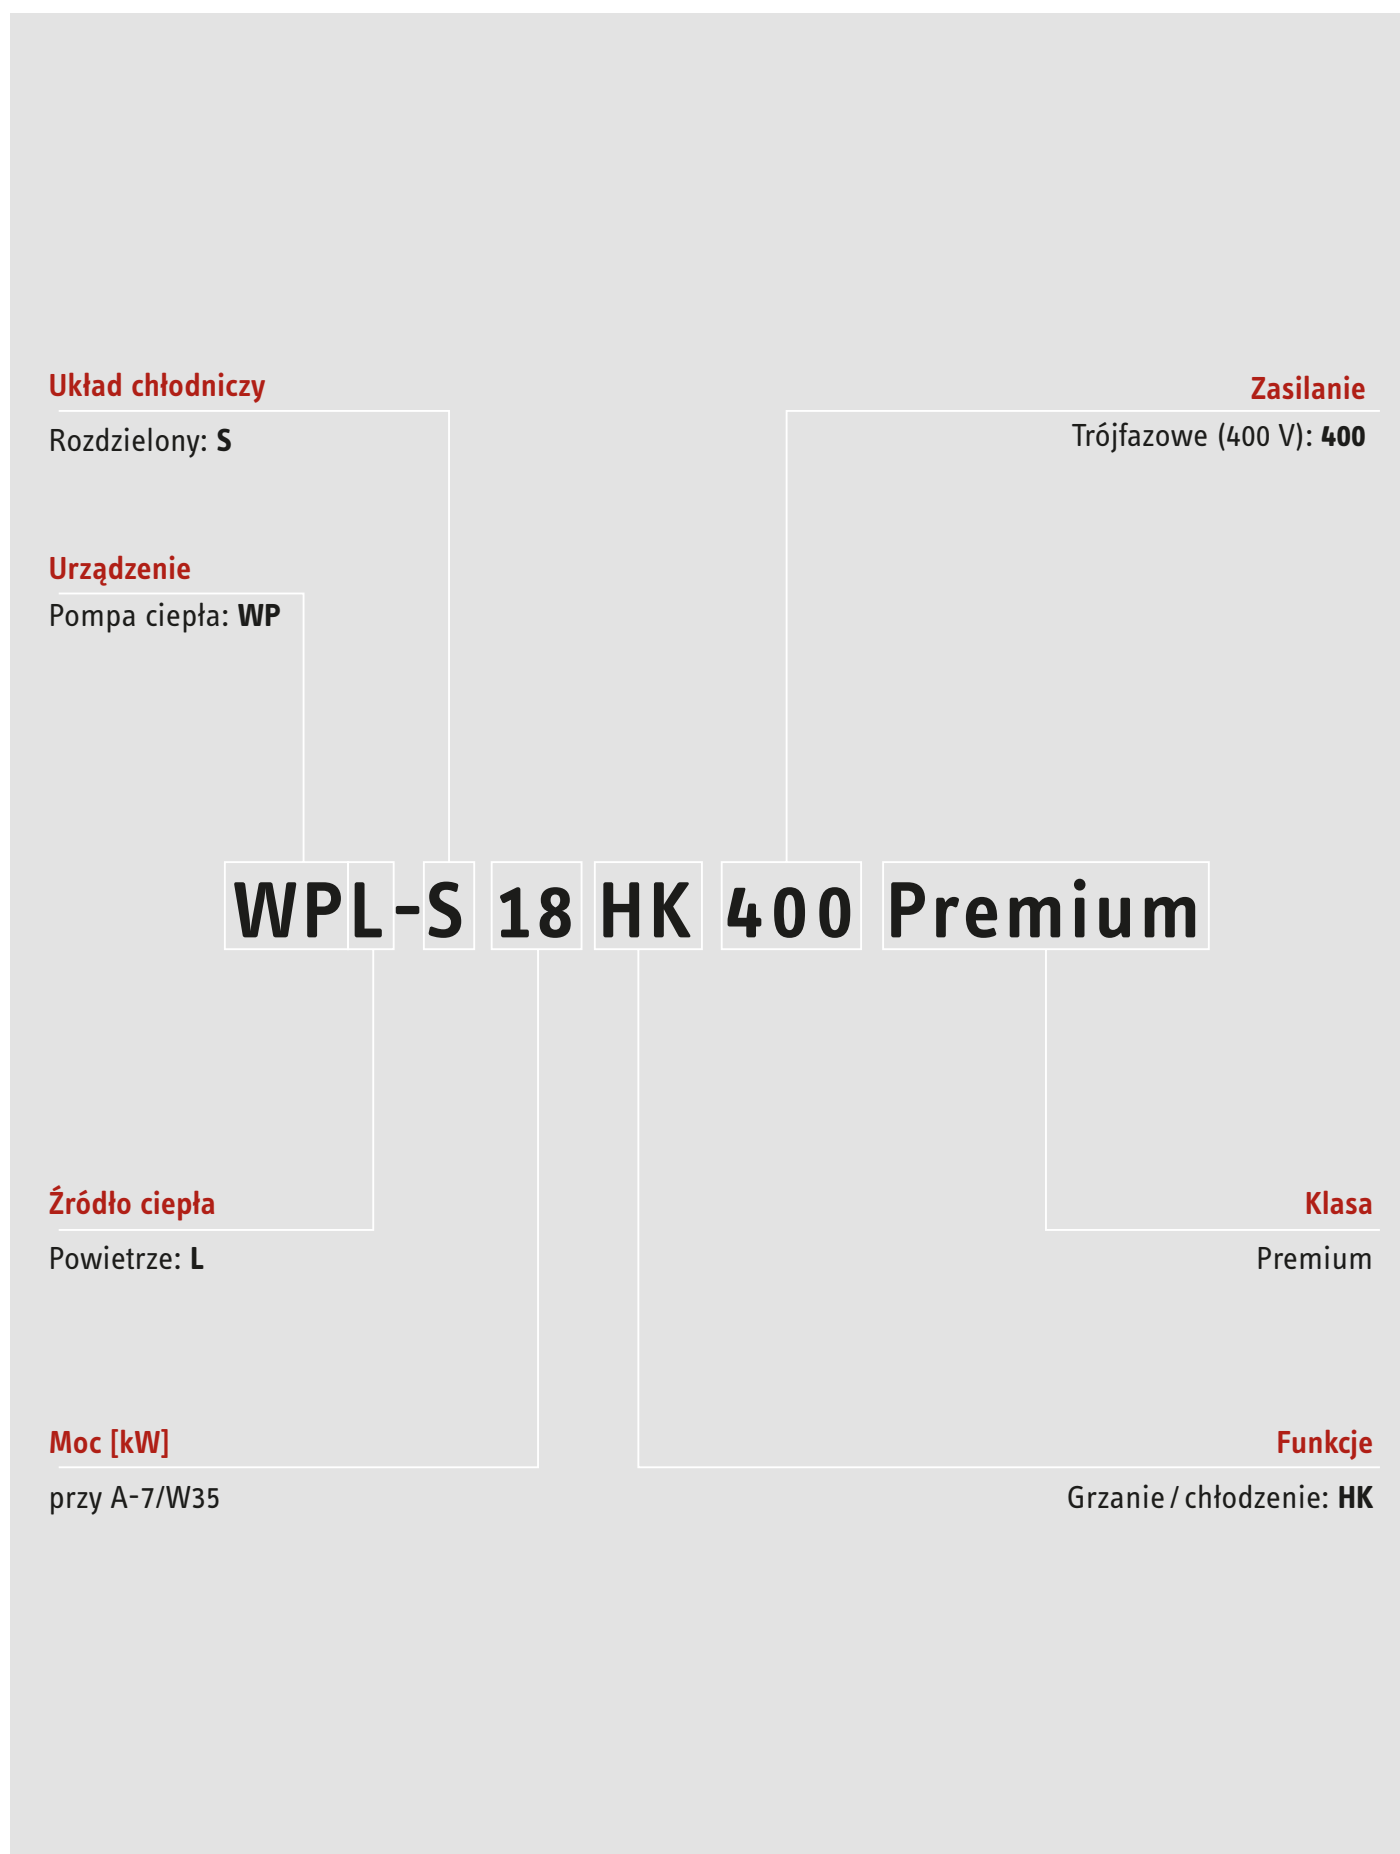 Układ chłodniczy
Rozdzielony: S
Zasilanie
Trójfazowe (400 V): 400
Urządzenie
Pompa ciepła: WP
WPL-S 18 HK 400 Premium
Źródło ciepła
Powietrze: L
Klasa
Premium
Moc [kW]
przy A-7/W35
Funkcje
Grzanie / chłodzenie: HK